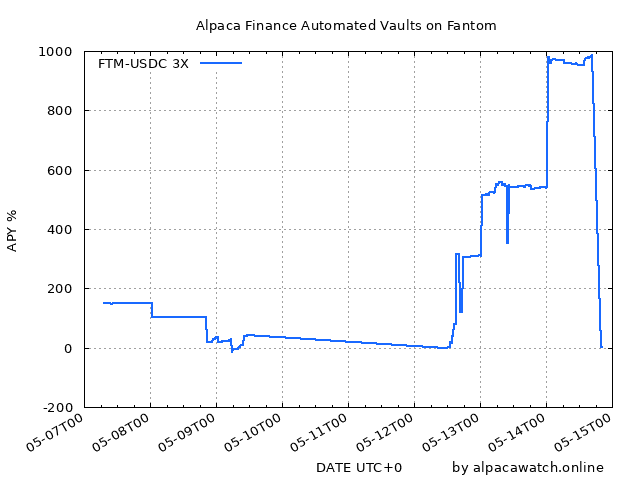 Alpaca Finance Automated Vaults on Fantom
FTM-USDC 3X
1000
800
600
400
200
0
-200
APY %
05-07T00
05-08T00
05-09T00
05-10T00
05-11T00
05-12T00
05-13T00
05-14T00
05-15T00
DATE UTC+0
by alpacawatch.online